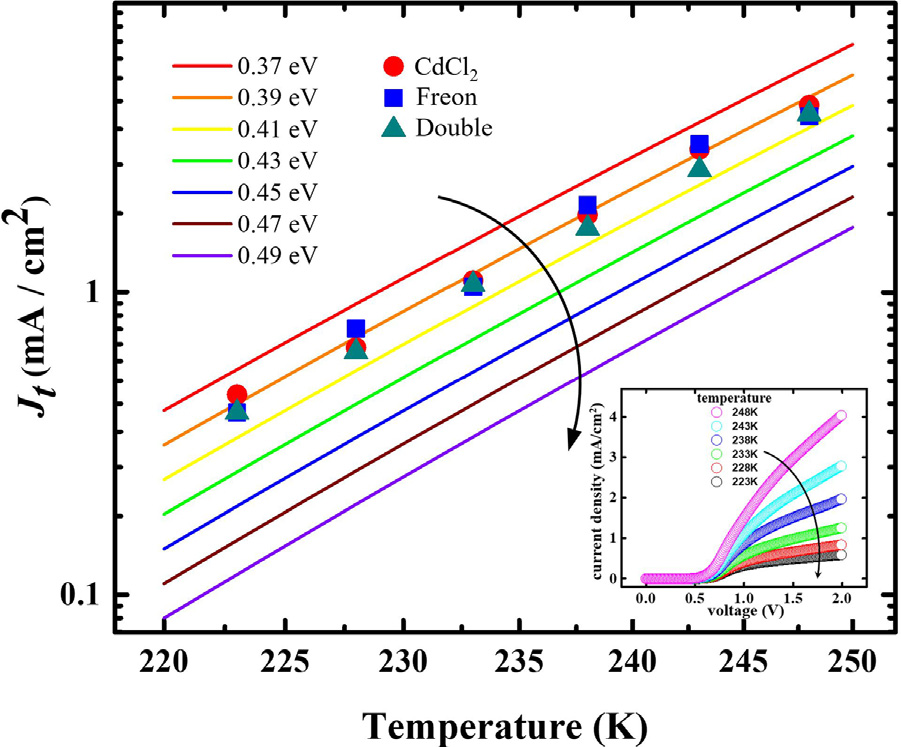 0.37 eV
0.39 eV
0.41 eV
0.43 eV
0.45 eV
0.47 eV
0.49 eV
CdCl2
Freon
Double
Jt (mA / cm2)
1
0.1
220
225
230
235
240
245
250
Temperature (K)
temperature
248K
243K
238K
233K
228K
223K
current density (mA/cm2)
4
3
2
1
0
0.0
0.5
1.0
1.5
2.0
voltage (V)